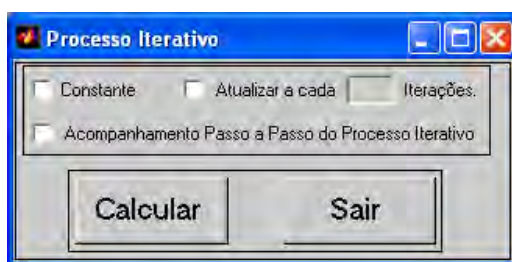 Processo Iterativo
Constante Atualizar a cada Iterações.
Acompanhamento Passo a Passo do Processo Iterativo
Calcular Sair